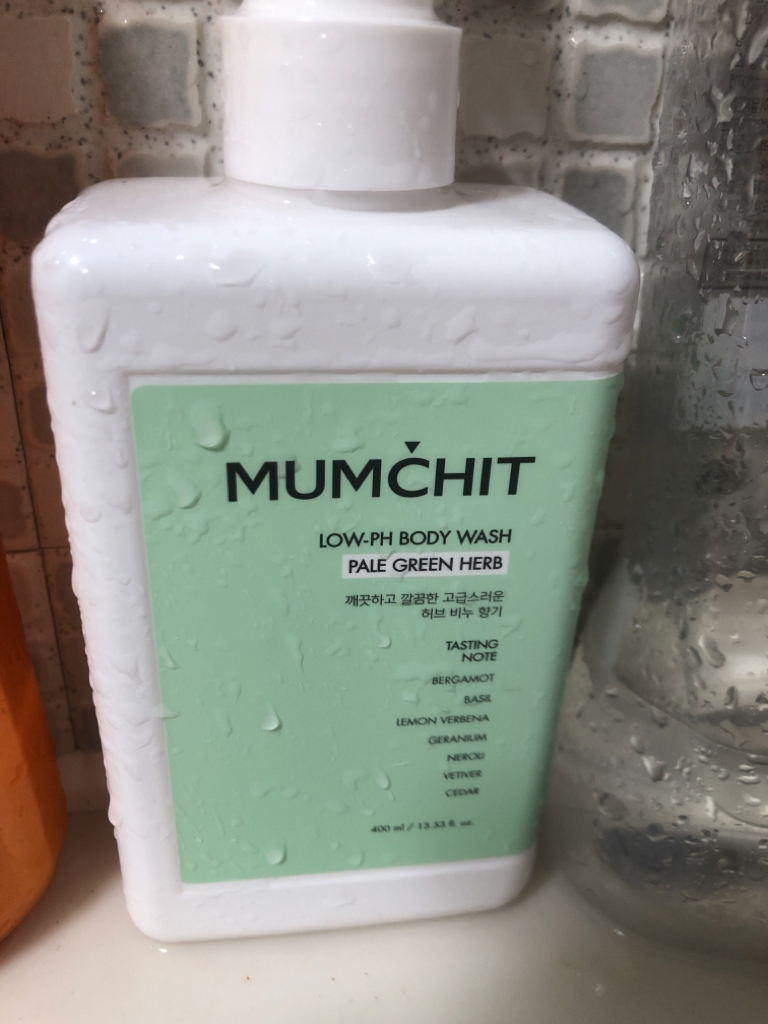 MUMCHIT
LOW-PH BODY WASH
PALE GREEN HERB
깨끗하고 깔끔한 고급스러운
허브 비누 향기
TASTING
NOTE
BERGAMOT
BASIL
LEMON VERBENA
GERANIUM
NEROLI
VETIVER
CEDAR
400 ml / 13.53 fl. oz.